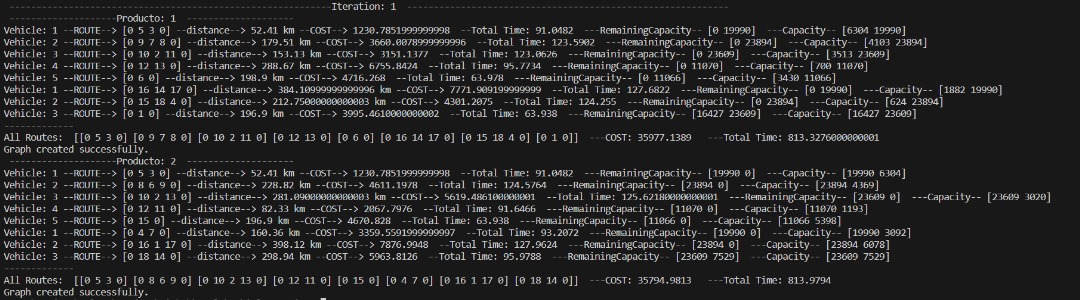 --------------------------------------------------------------Iteration: 1 --------------------------------------------------------------
--------------------Producto: 1 --------------------
Vehicle: 1 --ROUTE--> [0 5 3 0] --distance--> 52.41 km --COST--> 1230.7851999999998 --Total Time: 91.0482 ---RemainingCapacity-- [0 19990] ---Capacity-- [6304 19990]
Vehicle: 2 --ROUTE--> [0 9 7 8 0] --distance--> 179.51 km --COST--> 3660.0078999999996 --Total Time: 123.5902 ---RemainingCapacity-- [0 23894] ---Capacity-- [4103 23894]
Vehicle: 3 --ROUTE--> [0 10 2 11 0] --distance--> 153.13 km --COST--> 3151.1377 --Total Time: 123.0626 ---RemainingCapacity-- [0 23609] ---Capacity-- [3513 23609]
Vehicle: 4 --ROUTE--> [0 12 13 0] --distance--> 288.67 km --COST--> 6755.8424 --Total Time: 95.7734 ---RemainingCapacity-- [0 11070] ---Capacity-- [700 11070]
Vehicle: 5 --ROUTE--> [0 6 0] --distance--> 198.9 km --COST--> 4716.268 --Total Time: 63.978 ---RemainingCapacity-- [0 11066] ---Capacity-- [3430 11066]
Vehicle: 1 --ROUTE--> [0 16 14 17 0] --distance--> 384.10999999999996 km --COST--> 7771.909199999999 --Total Time: 127.6822 ---RemainingCapacity-- [0 19990] ---Capacity-- [1882 19990]
Vehicle: 2 --ROUTE--> [0 15 18 4 0] --distance--> 212.75000000000003 km --COST--> 4301.2075 --Total Time: 124.255 ---RemainingCapacity-- [0 23894] ---Capacity-- [624 23894]
Vehicle: 3 --ROUTE--> [0 1 0] --distance--> 196.9 km --COST--> 3995.4610000000002 --Total Time: 63.938 ---RemainingCapacity-- [16427 23609] ---Capacity-- [16427 23609]
-------------
All Routes: [[0 5 3 0] [0 9 7 8 0] [0 10 2 11 0] [0 12 13 0] [0 6 0] [0 16 14 17 0] [0 15 18 4 0] [0 1 0]] ---COST: 35977.1389 ---Total Time: 813.3276000000001
Graph created successfully.
--------------------Producto: 2 --------------------
Vehicle: 1 --ROUTE--> [0 5 3 0] --distance--> 52.41 km --COST--> 1230.7851999999998 --Total Time: 91.0482 ---RemainingCapacity-- [19990 0] ---Capacity-- [19990 6304]
Vehicle: 2 --ROUTE--> [0 8 6 9 0] --distance--> 228.82 km --COST--> 4611.1978 --Total Time: 124.5764 ---RemainingCapacity-- [23894 0] ---Capacity-- [23894 4369]
Vehicle: 3 --ROUTE--> [0 10 2 13 0] --distance--> 281.09000000000003 km --COST--> 5619.486100000001 --Total Time: 125.62180000000001 ---RemainingCapacity-- [23609 0] ---Capacity-- [23609 3020]
Vehicle: 4 --ROUTE--> [0 12 11 0] --distance--> 82.33 km --COST--> 2067.7976 --Total Time: 91.6466 ---RemainingCapacity-- [11070 0] ---Capacity-- [11070 1193]
Vehicle: 5 --ROUTE--> [0 15 0] --distance--> 196.9 km --COST--> 4670.828 --Total Time: 63.938 ---RemainingCapacity-- [11066 0] ---Capacity-- [11066 5398]
Vehicle: 1 --ROUTE--> [0 4 7 0] --distance--> 160.36 km --COST--> 3359.5591999999997 --Total Time: 93.2072 ---RemainingCapacity-- [19990 0] ---Capacity-- [19990 3092]
Vehicle: 2 --ROUTE--> [0 16 1 17 0] --distance--> 398.12 km --COST--> 7876.9948 --Total Time: 127.9624 ---RemainingCapacity-- [23894 0] ---Capacity-- [23894 6078]
Vehicle: 3 --ROUTE--> [0 18 14 0] --distance--> 298.94 km --COST--> 5963.8126 --Total Time: 95.9788 ---RemainingCapacity-- [23609 7529] ---Capacity-- [23609 7529]
-------------
All Routes: [[0 5 3 0] [0 8 6 9 0] [0 10 2 13 0] [0 12 11 0] [0 15 0] [0 4 7 0] [0 16 1 17 0] [0 18 14 0]] ---COST: 35794.9813 ---Total Time: 813.9794
Graph created successfully.